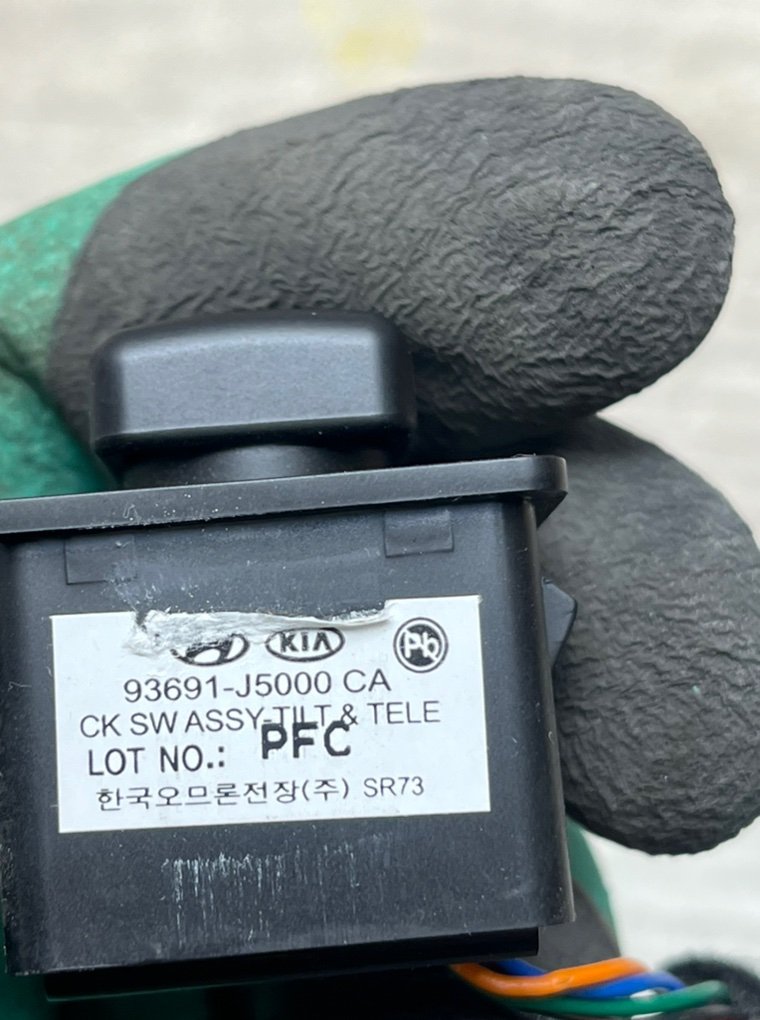 KIA Pb
93691-J5000 CA
CK SW ASSY-TILT & TELE
LOT NO.: PFC
한국오므론전장(주) SR73